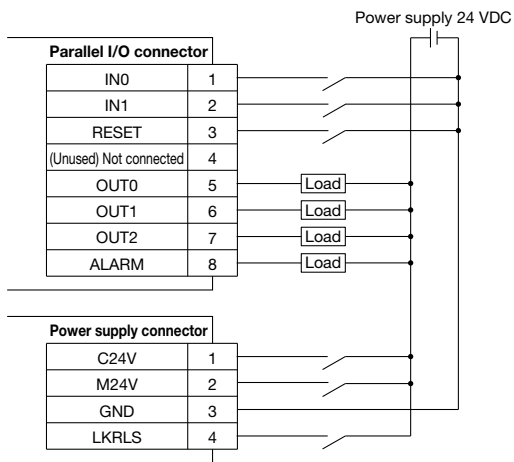 Power supply 24 VDC
Parallel I/O connector
IN0 1
IN1 2
RESET 3
(Unused) Not connected 4
OUT0 5 Load
OUT1 6 Load
OUT2 7 Load
ALARM 8 Load
Power supply connector
C24V 1
M24V 2
GND 3
LKRLS 4